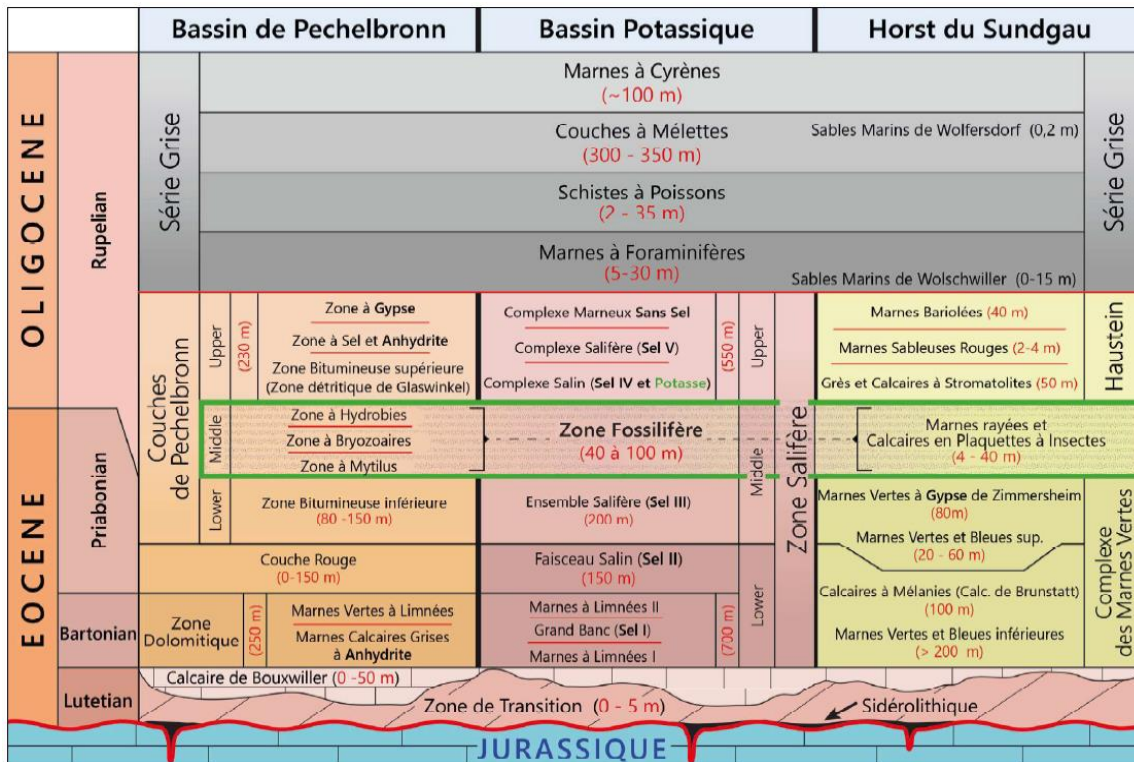 Bassin de Pechelbronn
Bassin Potassique
Horst du Sundgau
OLIGOCENE
EOCENE
Rupelian
Priabonian
Bartonian
Lutetian
Série Grise
Marnes à Cyrènes
(~100 m)
Couches à Mélettes
(300 - 350 m)
Sables Marins de Wolfersdorf (0,2 m)
Schistes à Poissons
(2 - 35 m)
Marnes à Foraminifères
(5-30 m)
Sables Marins de Wolschwiller (0-15 m)
Série Grise
Couches
de Pechelbronn
Upper
(230 m)
Zone à Gypse
Zone à Sel et Anhydrite
Zone Bitumineuse supérieure
(Zone détritique de Glaswinkel)
Middle
Zone à Hydrobies
Zone à Bryozoaires
Zone à Mytilus
Lower
Zone Bitumineuse inférieure
(80 -150 m)
Couche Rouge
(0-150 m)
Zone
Dolomitique
(250 m)
Marnes Vertes à Limnées
Marnes Calcaires Grises
à Anhydrite
Complexe Marneux Sans Sel
Complexe Salifère (Sel V)
Complexe Salin (Sel IV et Potasse)
(550 m)
Upper
Zone Fossilifère
(40 à 100 m)
Middle
Ensemble Salifère (Sel III)
(200 m)
Faisceau Salin (Sel II)
(150 m)
Marnes à Limnées II
Grand Banc (Sel I)
Marnes à Limnées I
(700 m)
Lower
Zone Salifère
Marnes Bariolées (40 m)
Marnes Sableuses Rouges (2-4 m)
Grès et Calcaires à Stromatolites (50 m)
Haustein
Marnes rayées et
Calcaires en Plaquettes à Insectes
(4 - 40 m)
Marnes Vertes à Gypse de Zimmersheim
(80m)
Marnes Vertes et Bleues sup.
(20 - 60 m)
Calcaires à Mélanies (Calc. de Brunstatt)
(100 m)
Marnes Vertes et Bleues inférieures
(> 200 m)
Complexe
des Marnes Vertes
Calcaire de Bouxwiller (0 -50 m)
Zone de Transition (0 - 5 m)
Sidérolithique
JURASSIQUE